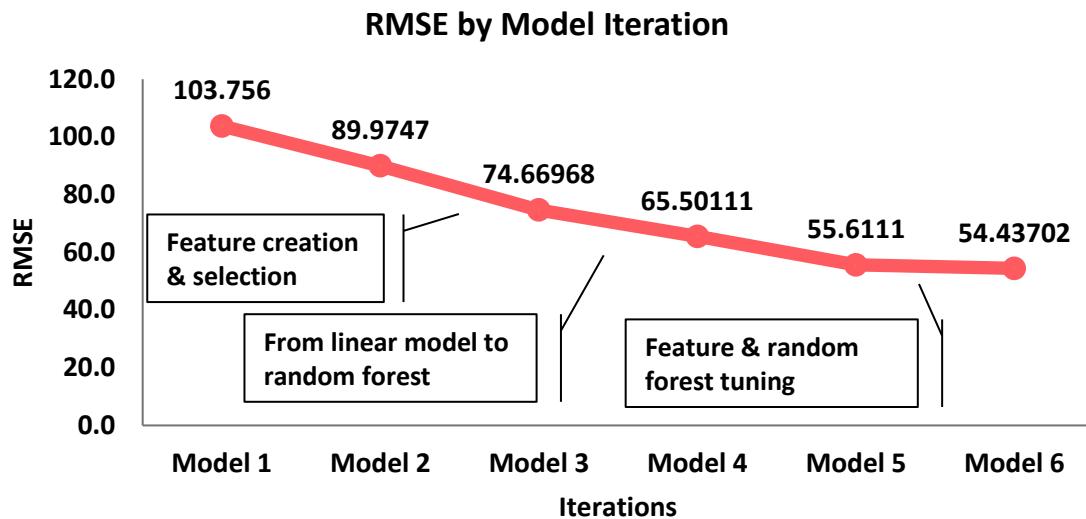 RMSE by Model Iteration
120.0
100.0
80.0
60.0
40.0
20.0
0.0
RMSE
103.756
89.9747
74.66968
65.50111
55.6111
54.43702
Feature creation
& selection
From linear model to
random forest
Feature & random
forest tuning
Model 1
Model 2
Model 3
Model 4
Model 5
Model 6
Iterations